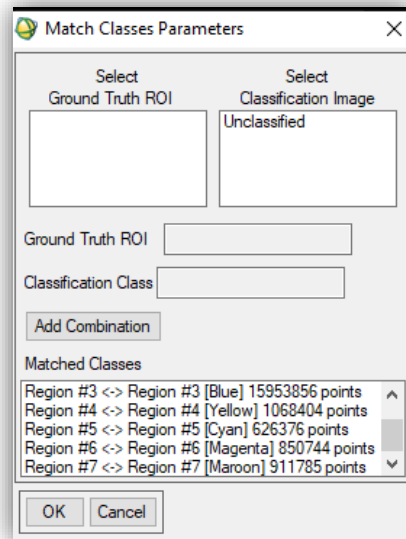 Match Classes Parameters
Select
Ground Truth ROI
Select
Classification Image
Unclassified
Ground Truth ROI
Classification Class
Add Combination
Matched Classes
Region #3 <-> Region #3 [Blue] 15953856 points
Region #4 <-> Region #4 [Yellow] 1068404 points
Region #5 <-> Region #5 [Cyan] 626376 points
Region #6 <-> Region #6 [Magenta] 850744 points
Region #7 <-> Region #7 [Maroon] 911785 points
OK
Cancel